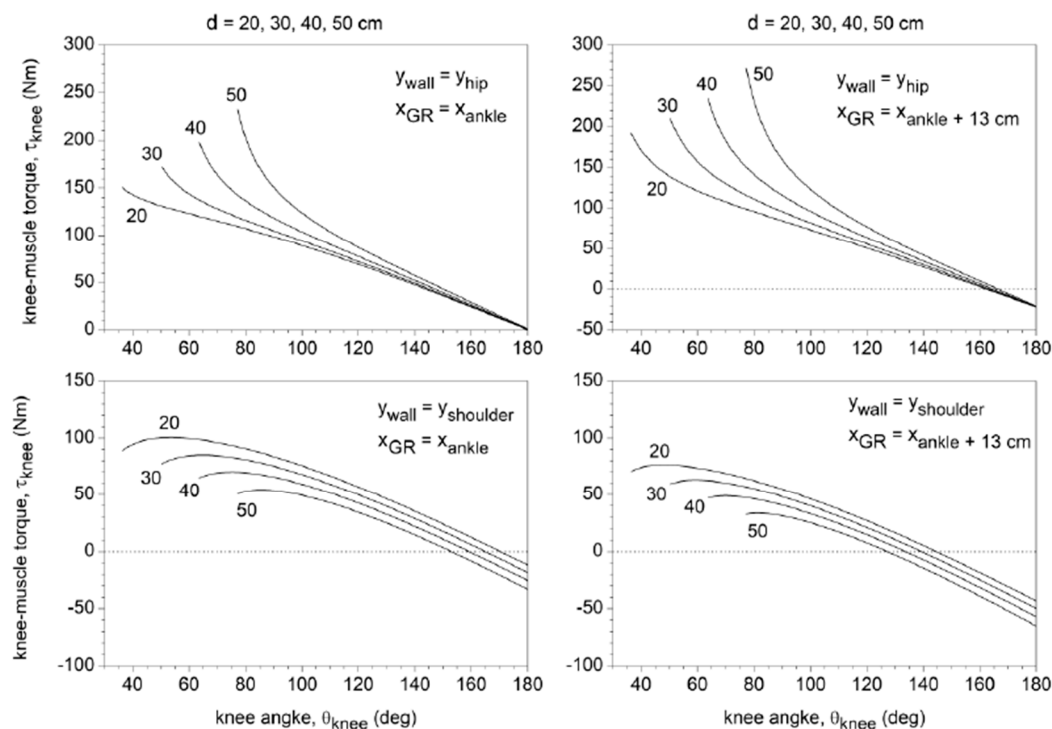 d = 20, 30, 40, 50 cm
d = 20, 30, 40, 50 cm
knee-muscle torque, τknee (Nm)
300
250
200
150
100
50
0
40 60 80 100 120 140 160 180
ywall = yhip
xGR = xankle
50
40
30
20
300
250
200
150
100
50
0
-50
40 60 80 100 120 140 160 180
ywall = yhip
xGR = xankle + 13 cm
50
40
30
20
knee-muscle torque, τknee (Nm)
150
100
50
0
-50
-100
40 60 80 100 120 140 160 180
knee angke, θknee (deg)
ywall = yshoulder
xGR = xankle
20
30
40
50
150
100
50
0
-50
-100
40 60 80 100 120 140 160 180
knee angke, θknee (deg)
ywall = yshoulder
xGR = xankle + 13 cm
20
30
40
50